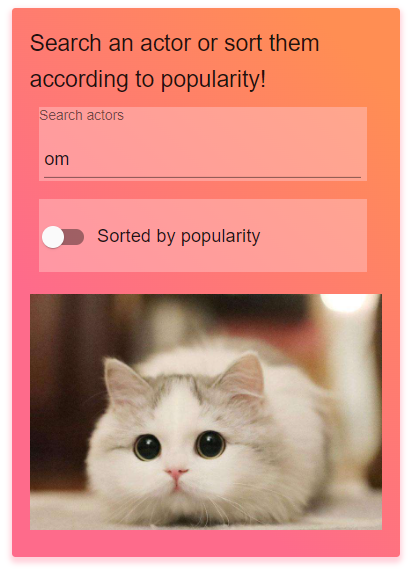 Search an actor or sort them
according to popularity!
Search actors
om
Sorted by popularity